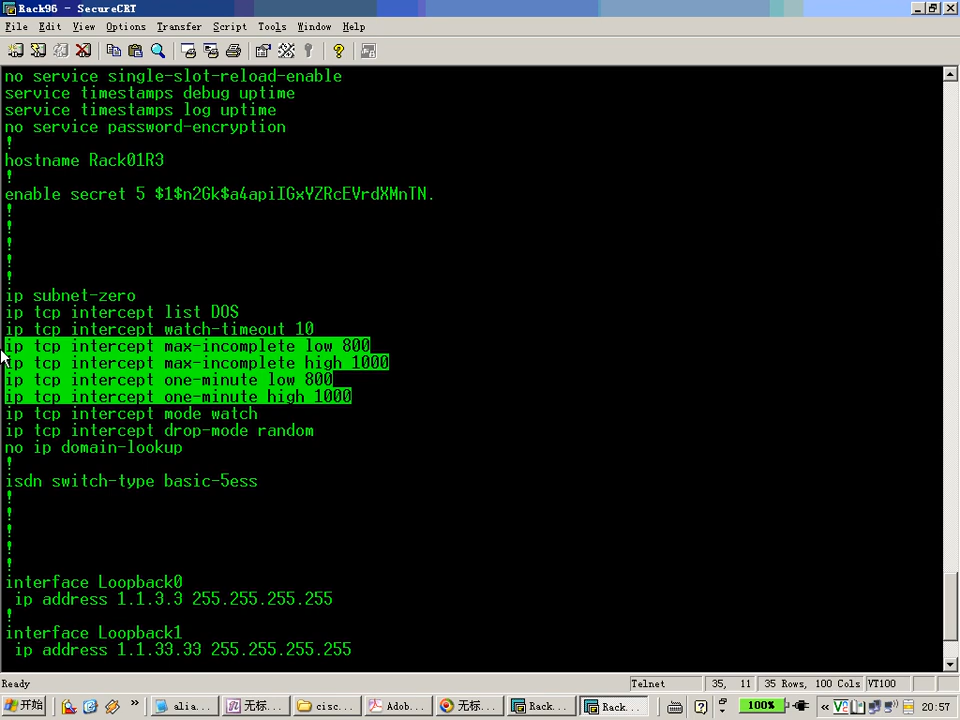 Rack96 - SecureCRT
File Edit View Options Transfer Script Tools Window Help
no service single-slot-reload-enable
service timestamps debug uptime
service timestamps log uptime
no service password-encryption
!
hostname Rack01R3
!
enable secret 5 $1$n2Gk$a4apiIGxYZRcEVrdXMnTN.
!
!
!
!
!
ip subnet-zero
ip tcp intercept list DOS
ip tcp intercept watch-timeout 10
ip tcp intercept max-incomplete low 800
ip tcp intercept max-incomplete high 1000
ip tcp intercept one-minute low 800
ip tcp intercept one-minute high 1000
ip tcp intercept mode watch
ip tcp intercept drop-mode random
no ip domain-lookup
!
isdn switch-type basic-5ess
!
!
!
!
!
interface Loopback0
ip address 1.1.3.3 255.255.255.255
!
interface Loopback1
ip address 1.1.33.33 255.255.255.255
Ready Telnet 35, 11 35 Rows, 100 Cols VT100
开始 » alia... 无标... cisc... Adob... 无标... Rack... Rack... 100% « 20:57